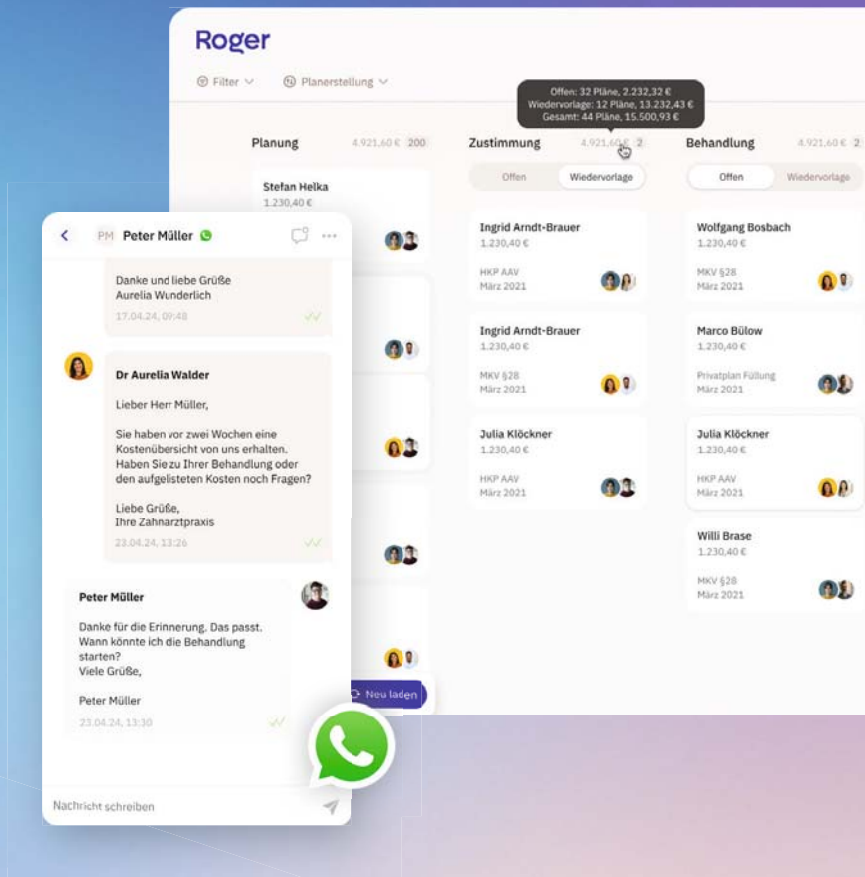 Roger
Filter
Planerstellung
Offen: 32 Pläne, 2.232,32 €
Wiedervorlage: 12 Pläne, 13.232,43 €
Gesamt: 44 Pläne, 15.500,93 €
Planung 4.921,60 € 200
Stefan Helka
1.230,40 €
Neu laden
Zustimmung 4.921,60 € 2
Offen Wiedervorlage
Ingrid Arndt-Brauer
1.230,40 €
HKP AAV
März 2021
Ingrid Arndt-Brauer
1.230,40 €
MKV §28
März 2021
Julia Klöckner
1.230,40 €
HKP AAV
März 2021
Behandlung 4.921,60 € 2
Offen Wiedervorlage
Wolfgang Bosbach
1.230,40 €
MKV §28
März 2021
Marco Bülow
1.230,40 €
Privatplan Füllung
März 2021
Julia Klöckner
1.230,40 €
HKP AAV
März 2021
Willi Brase
1.230,40 €
MKV §28
März 2021
PM Peter Müller
Danke und liebe Grüße
Aurelia Wunderlich
17.04.24, 09:48
Dr Aurelia Walder
Lieber Herr Müller,
Sie haben vor zwei Wochen eine
Kostenübersicht von uns erhalten.
Haben Sie zu Ihrer Behandlung oder
den aufgelisteten Kosten noch Fragen?
Liebe Grüße,
Ihre Zahnarztpraxis
23.04.24, 13:26
Peter Müller
Danke für die Erinnerung. Das passt.
Wann könnte ich die Behandlung
starten?
Viele Grüße,
Peter Müller
23.04.24, 13:30
Nachricht schreiben